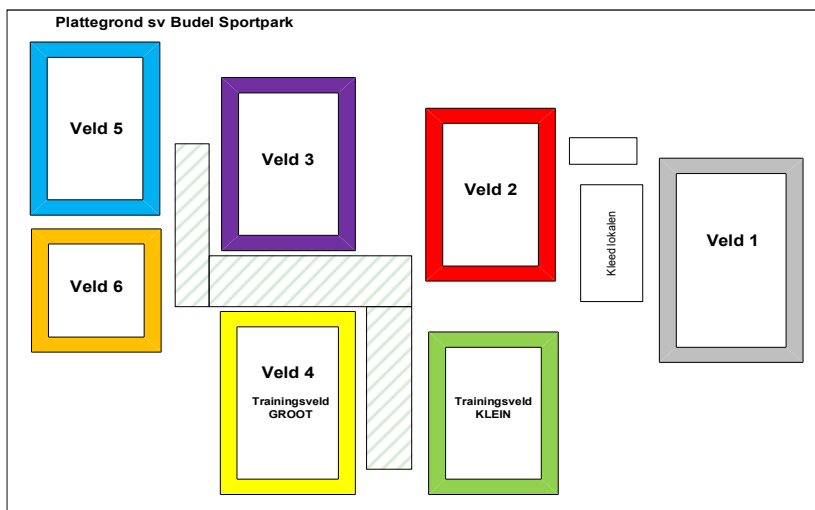 Plattegrond sv Budel Sportpark
Veld 5
Veld 3
Veld 2
Veld 1
Kleed lokalen
Veld 6
Veld 4
Trainingsveld
GROOT
Trainingsveld
KLEIN